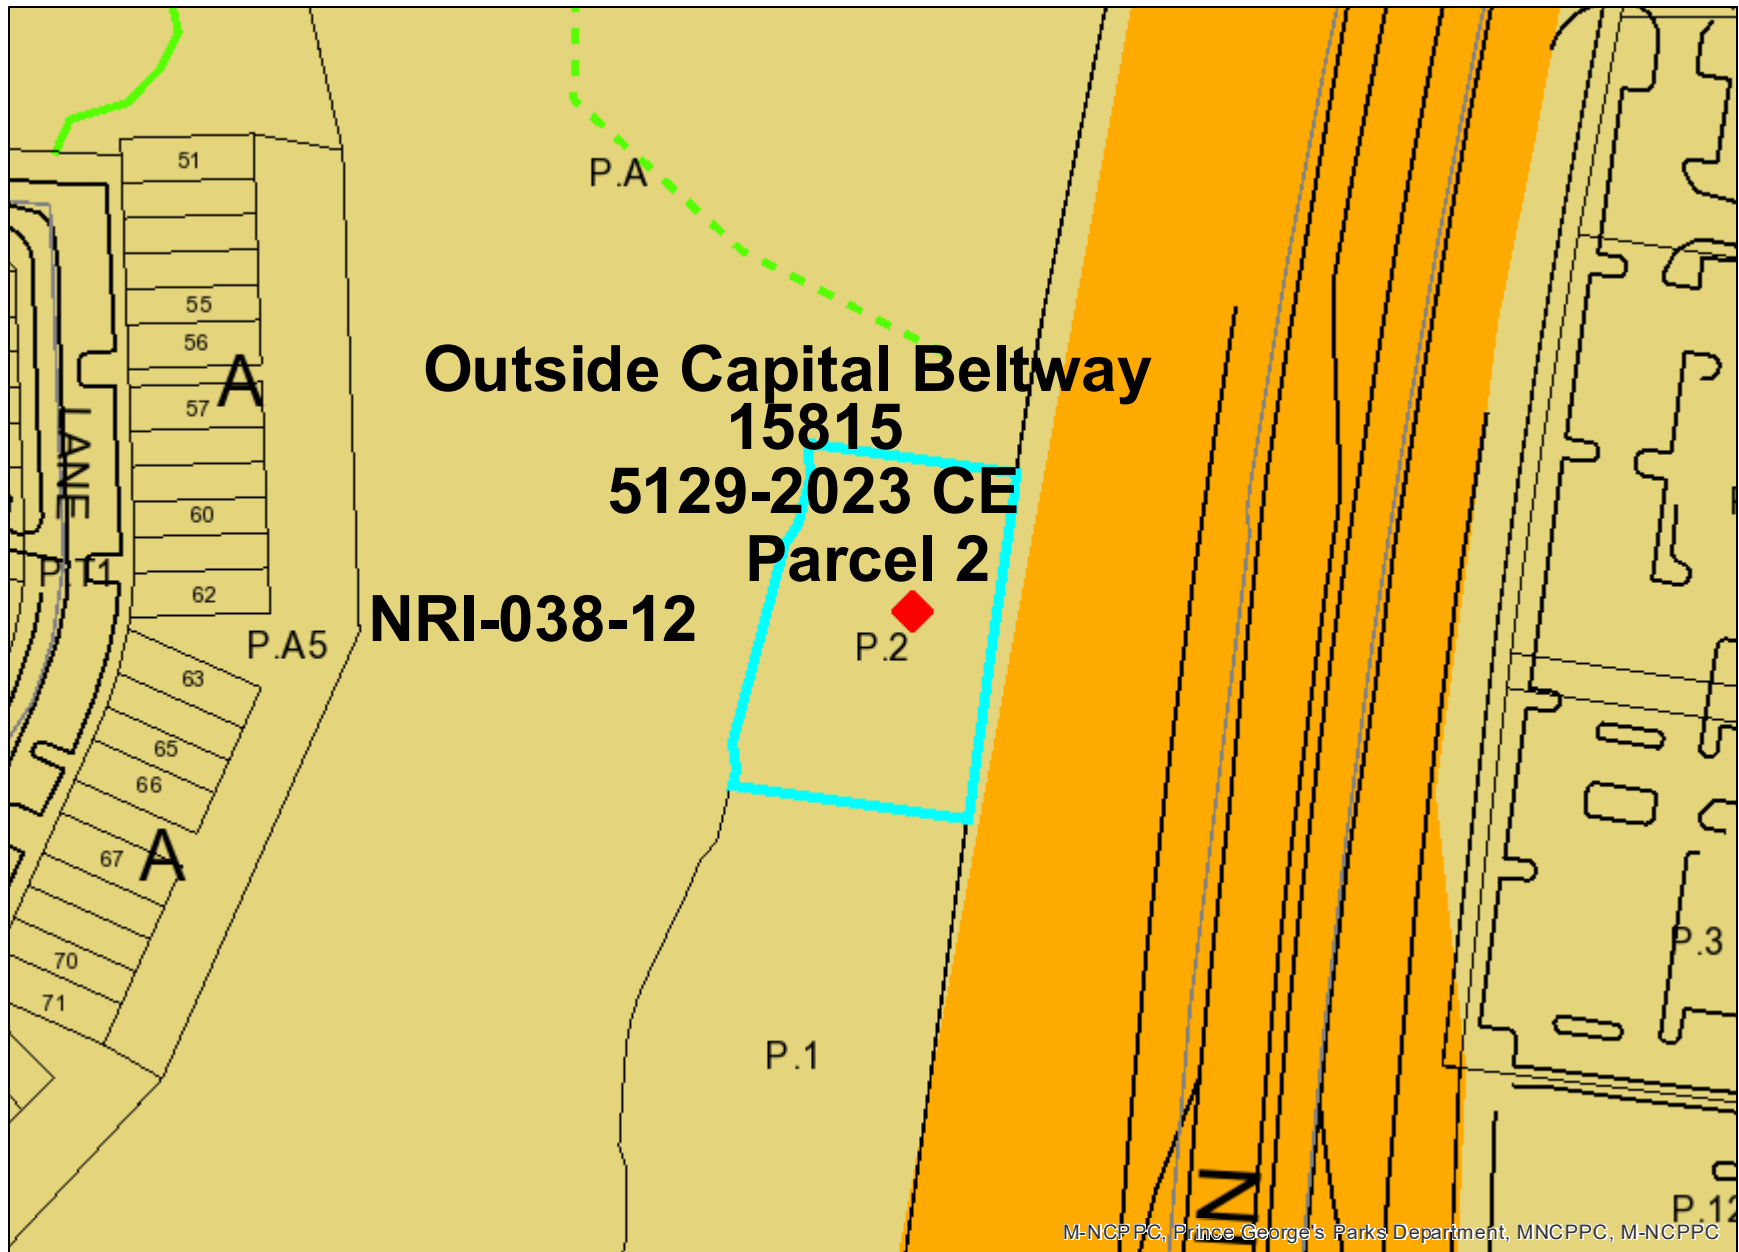 51
P.A
55
56
Outside Capital Beltway
A
57
15815
LANE
5129-2023 CE
60
Parcel 2
P.T1
62
NRI-038-12
P.A5
P.2
63
65
66
67
A
P.3
70
71
P.1
N
P.12
M-NCPPC, Prince George's Parks Department, MNCPPC, M-NCPPC